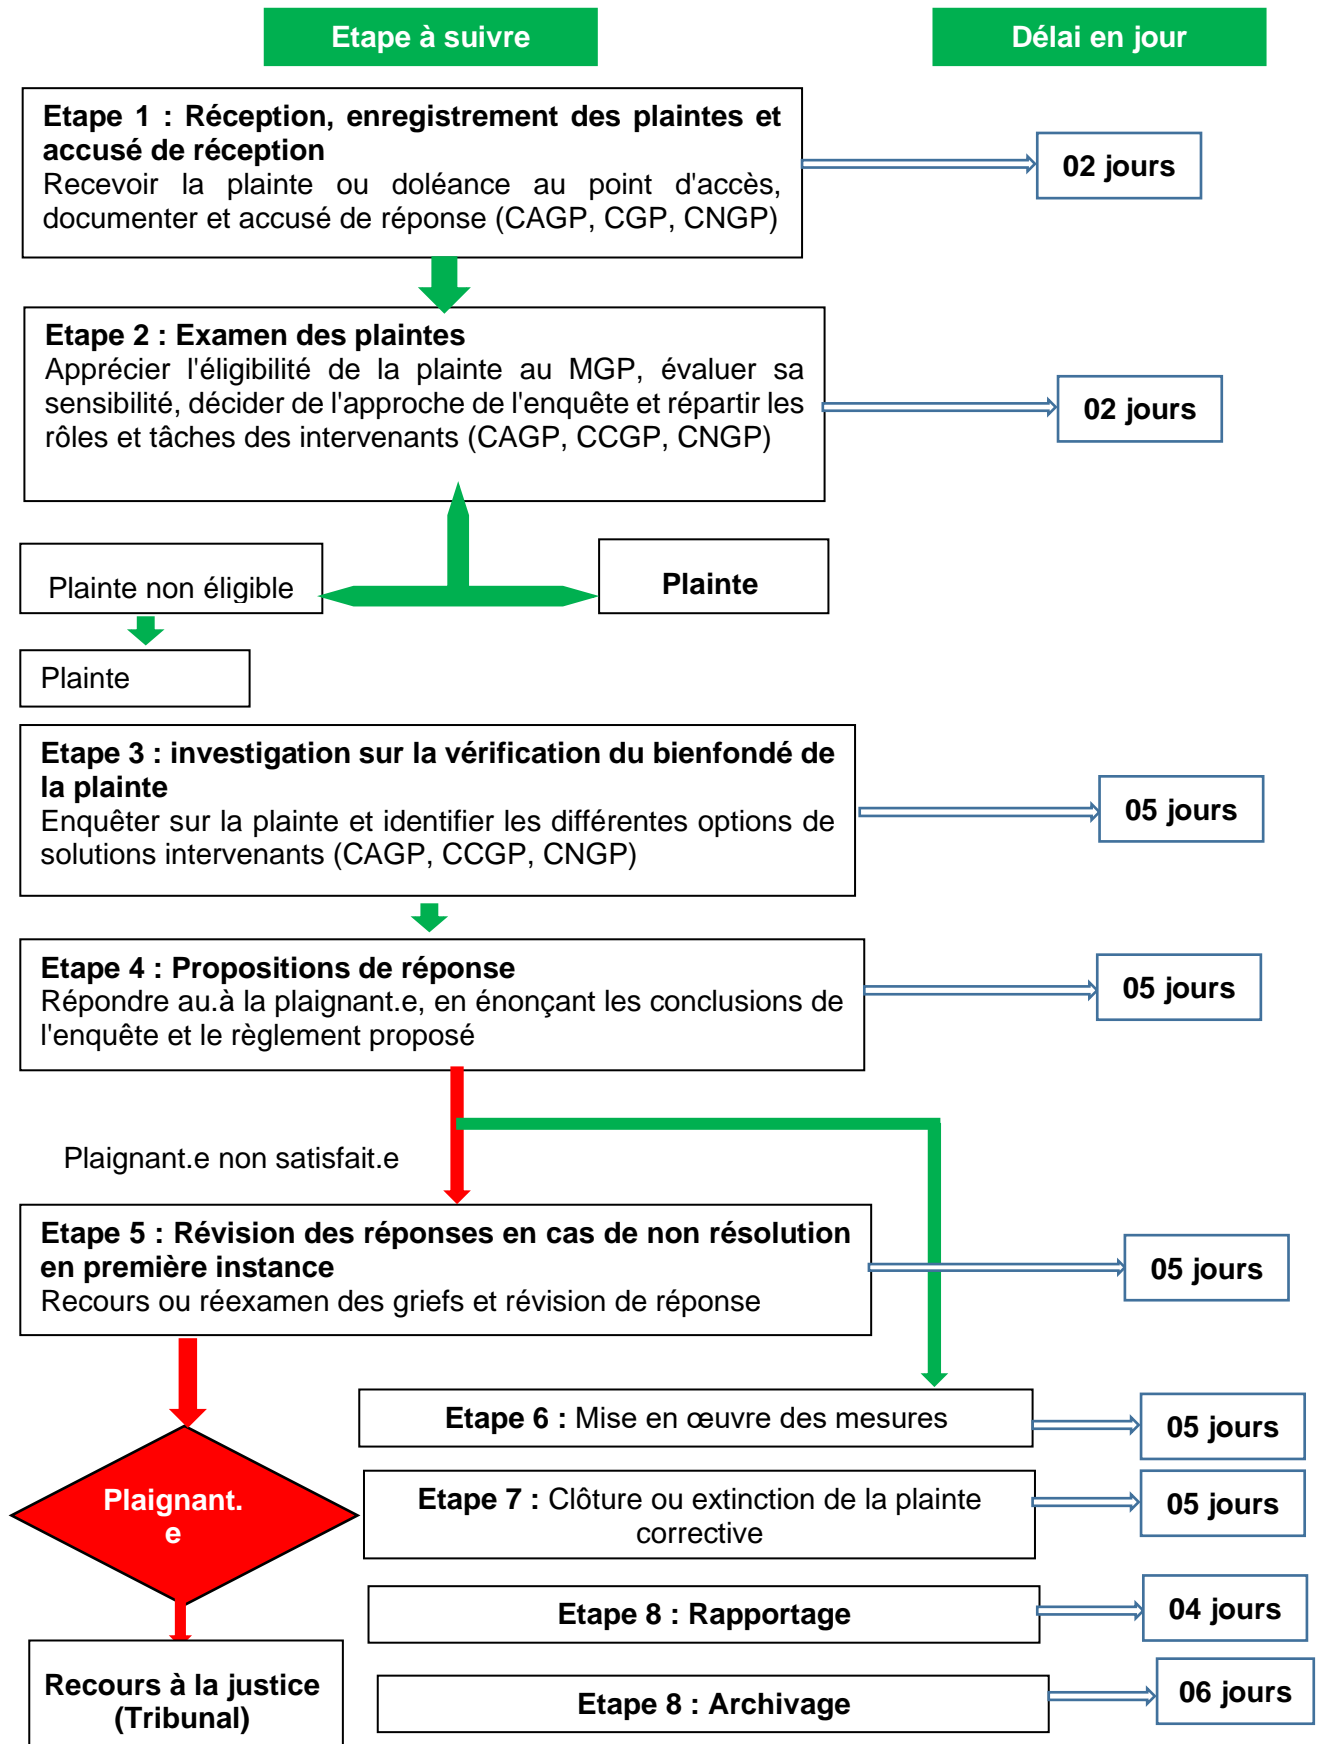 Etape à suivre
Délai en jour
Etape 1 : Réception, enregistrement des plaintes et
accusé de réception
Recevoir la plainte ou doléance au point d'accès,
documenter et accusé de réponse (CAGP, CGP, CNGP)
02 jours
Etape 2 : Examen des plaintes
Apprécier l'éligibilité de la plainte au MGP, évaluer sa
sensibilité, décider de l'approche de l'enquête et répartir les
rôles et tâches des intervenants (CAGP, CCGP, CNGP)
02 jours
Plainte non éligible
Plainte
Plainte
Etape 3 : investigation sur la vérification du bienfondé de
la plainte
Enquêter sur la plainte et identifier les différentes options de
solutions intervenants (CAGP, CCGP, CNGP)
05 jours
Etape 4 : Propositions de réponse
Répondre au.à la plaignant.e, en énonçant les conclusions de
l'enquête et le règlement proposé
05 jours
Plaignant.e non satisfait.e
Etape 5 : Révision des réponses en cas de non résolution
en première instance
Recours ou réexamen des griefs et révision de réponse
05 jours
Etape 6 : Mise en œuvre des mesures
05 jours
Plaignant.
e
Etape 7 : Clôture ou extinction de la plainte
corrective
05 jours
Etape 8 : Rapportage
04 jours
Recours à la justice
(Tribunal)
Etape 8 : Archivage
06 jours